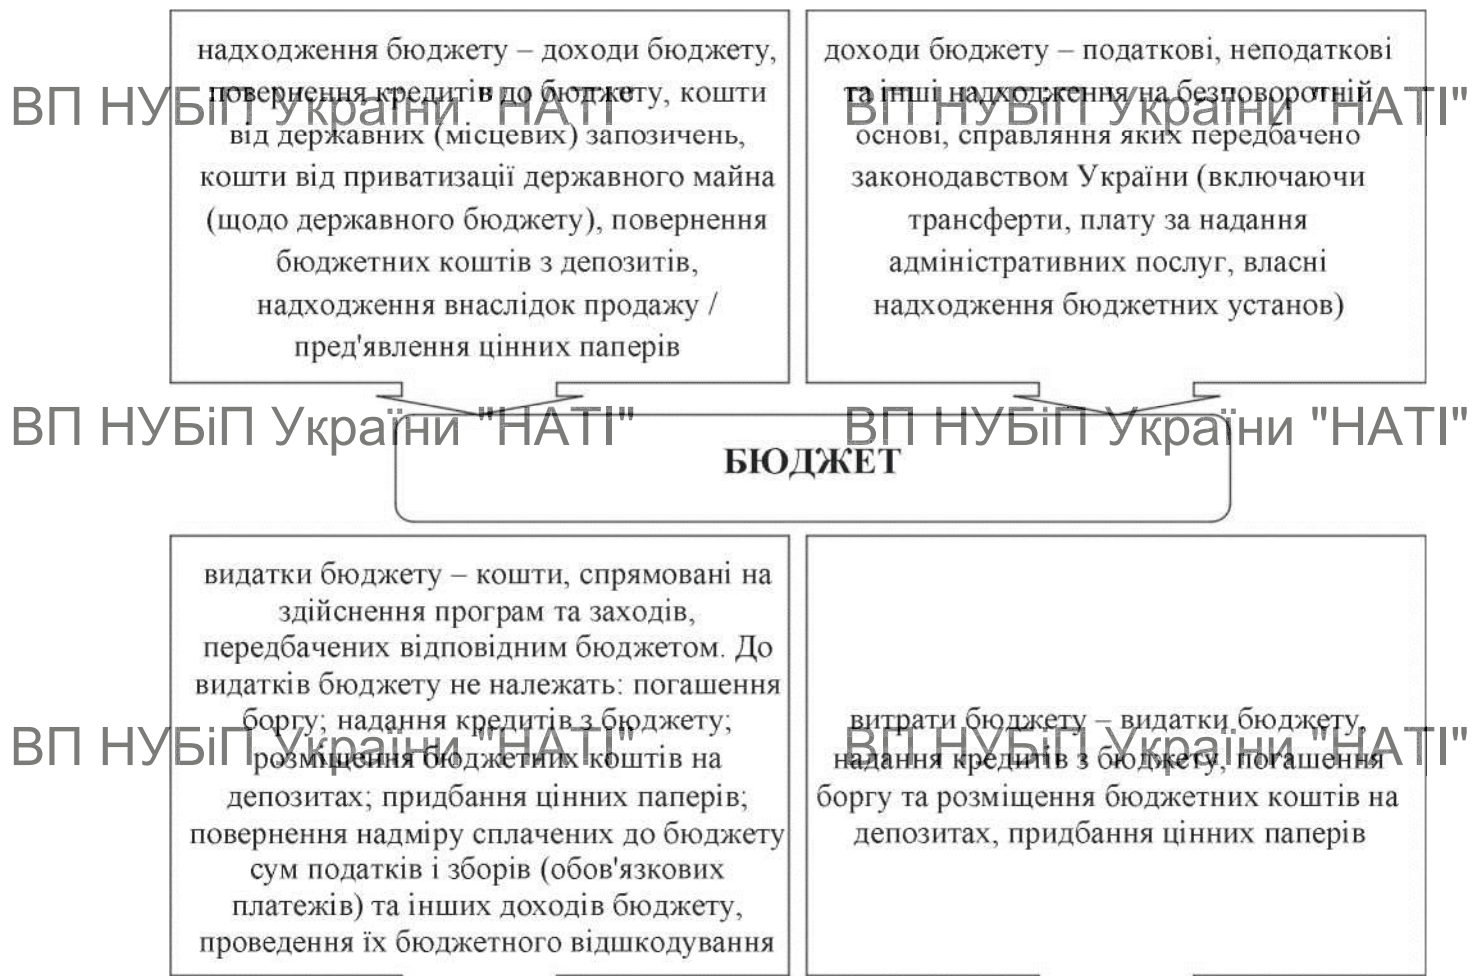 надходження бюджету – доходи бюджету,
повернення кредитів до бюджету, кошти
від державних (місцевих) запозичень,
кошти від приватизації державного майна
(щодо державного бюджету), повернення
бюджетних коштів з депозитів,
надходження внаслідок продажу /
пред'явлення цінних паперів
доходи бюджету – податкові, неподаткові
та інші надходження на безповоротній
основі, справляння яких передбачено
законодавством України (включаючи
трансферти, плату за надання
адміністративних послуг, власні
надходження бюджетних установ)
ВП НУБіП України "НАТІ"
ВП НУБіП України "НАТІ"
ВП НУБіП України "НАТІ"
ВП НУБіП України "НАТІ"
БЮДЖЕТ
видатки бюджету – кошти, спрямовані на
здійснення програм та заходів,
передбачених відповідним бюджетом. До
видатків бюджету не належать: погашення
боргу; надання кредитів з бюджету;
розміщення бюджетних коштів на
депозитах; придбання цінних паперів;
повернення надміру сплачених до бюджету
сум податків і зборів (обов'язкових
платежів) та інших доходів бюджету,
проведення їх бюджетного відшкодування
витрати бюджету – видатки бюджету,
надання кредитів з бюджету, погашення
боргу та розміщення бюджетних коштів на
депозитах, придбання цінних паперів
ВП НУБіП України "НАТІ"
ВП НУБіП України "НАТІ"